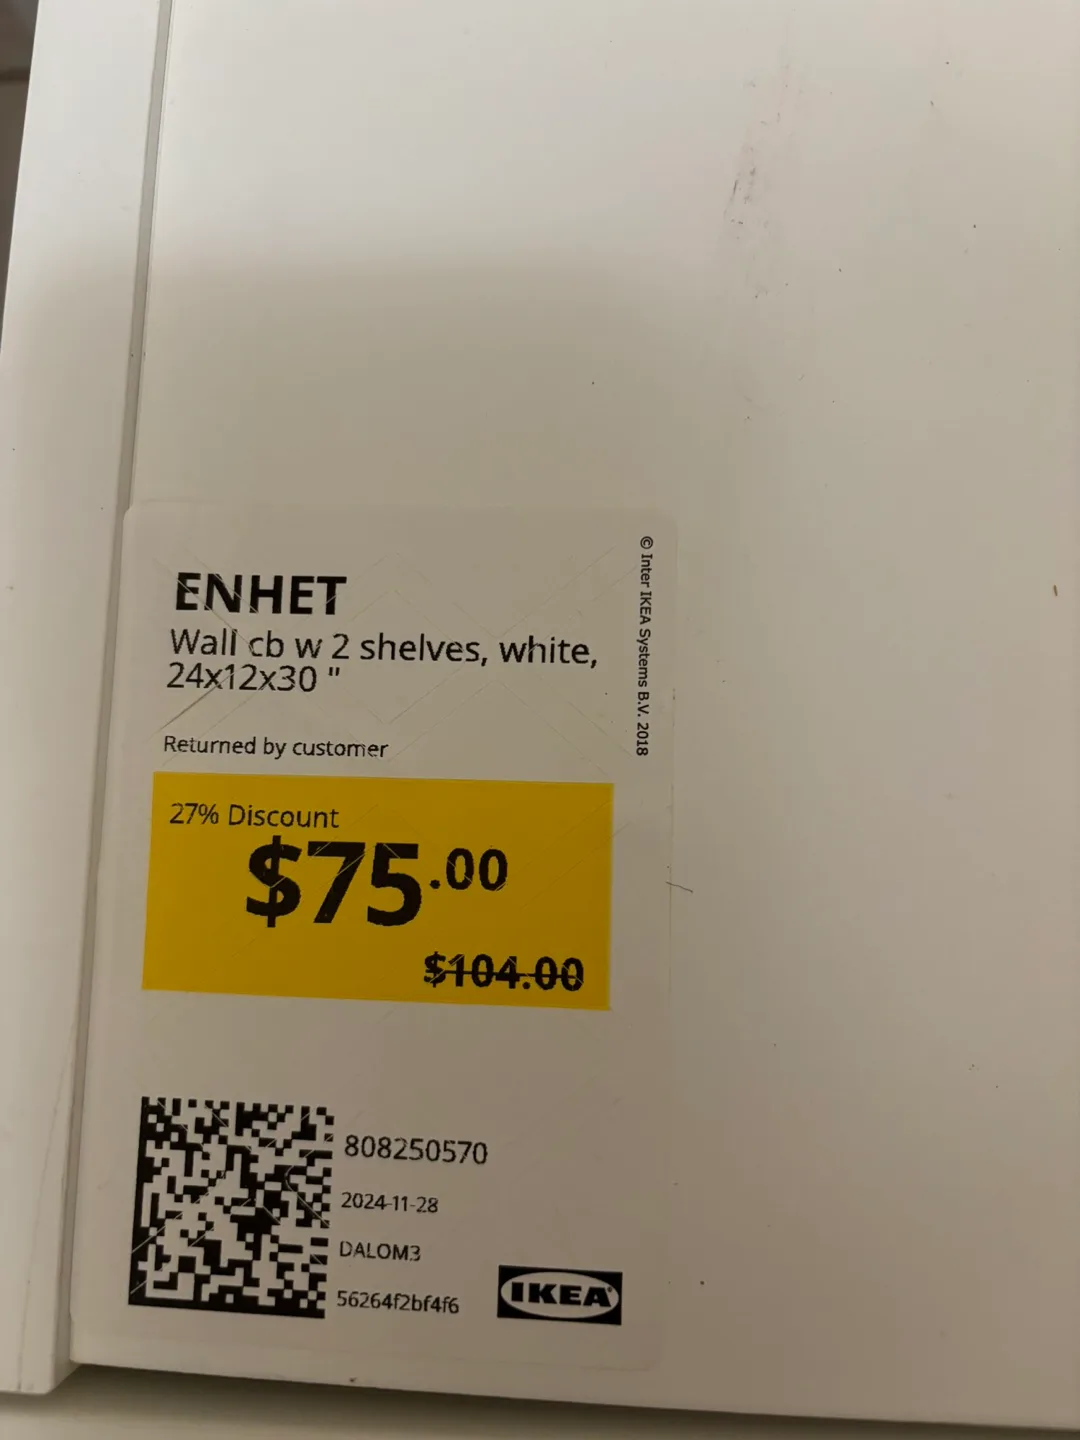 ENHET
Wall cb w 2 shelves, white,
24x12x30 "
Returned by customer
27% Discount
$75.00
$104.00
808250570
2024-11-28
DALOM3
56264f2bf4f6
IKEA
© Inter IKEA Systems B.V. 2018